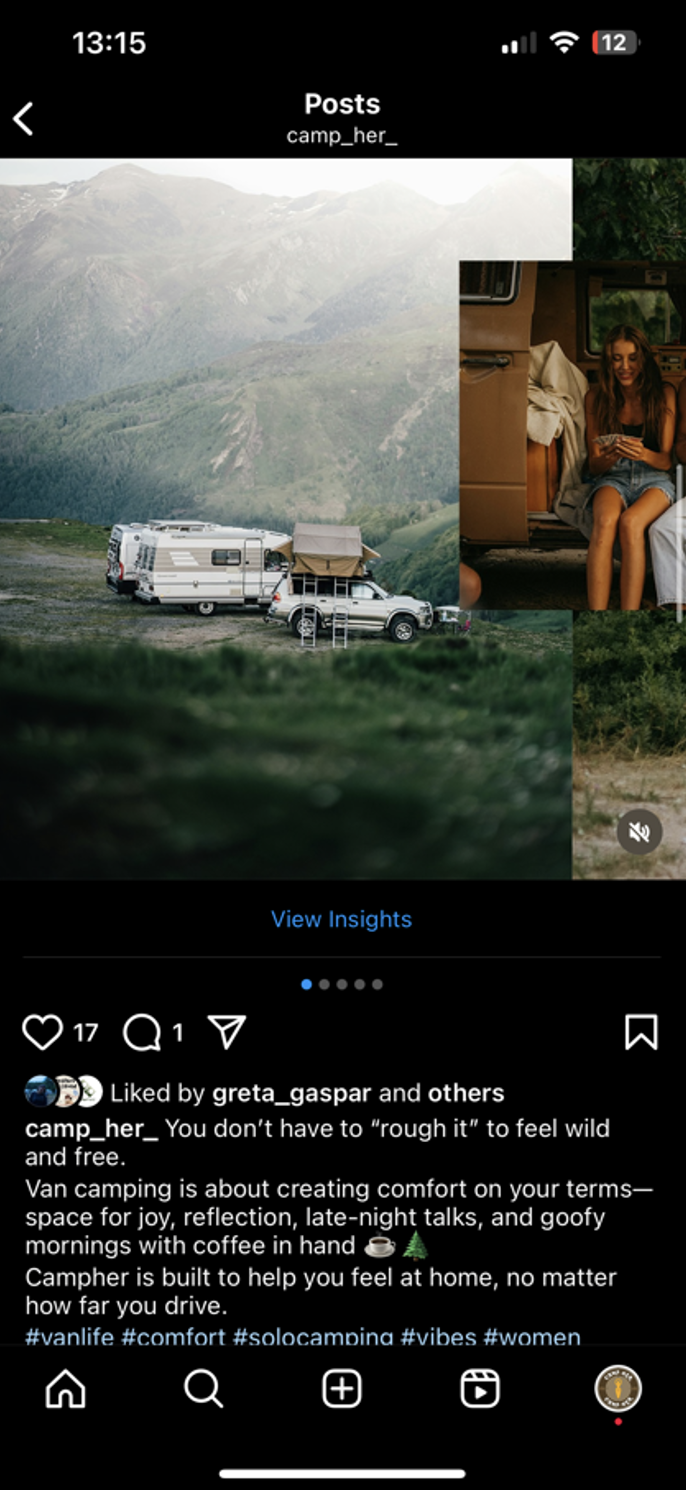 13:15
12
Posts
camp_her_
View Insights
17
1
Liked by greta_gaspar and others
camp_her_ You don’t have to “rough it” to feel wild
and free.
Van camping is about creating comfort on your terms—
space for joy, reflection, late-night talks, and goofy
mornings with coffee in hand ☕🌲
Campher is built to help you feel at home, no matter
how far you drive.
#vanlife #comfort #solocamping #vibes #women